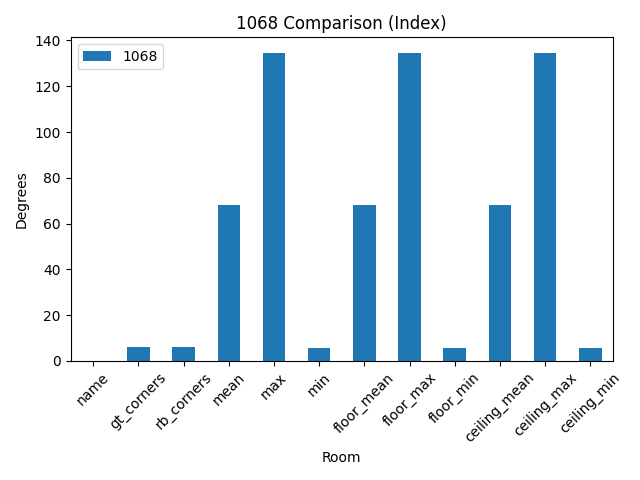 1068 Comparison (Index)
1068
Degrees
140
120
100
80
60
40
20
0
name
gt_corners
rb_corners
mean
max
min
floor_mean
floor_max
floor_min
ceiling_mean
ceiling_max
ceiling_min
Room